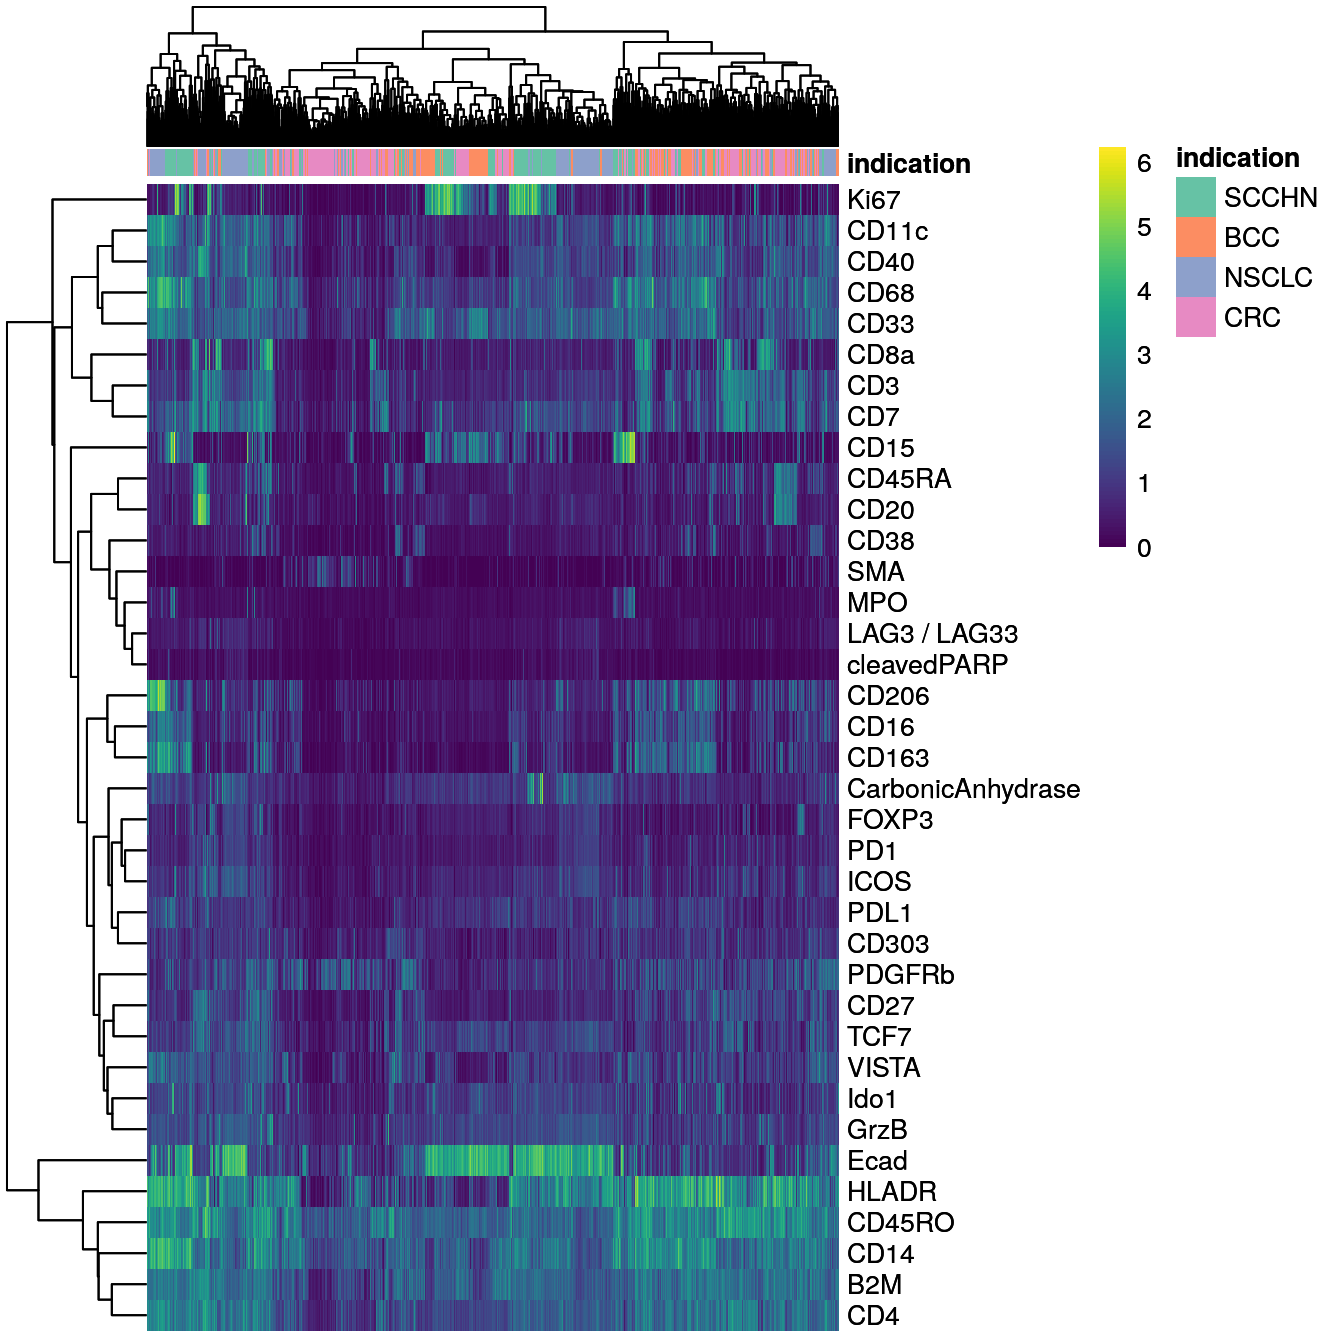 indication
Ki67
CD11c
CD40
CD68
CD33
CD8a
CD3
CD7
CD15
CD45RA
CD20
CD38
SMA
MPO
LAG3 / LAG33
cleavedPARP
CD206
CD16
CD163
CarbonicAnhydrase
FOXP3
PD1
ICOS
PDL1
CD303
PDGFRb
CD27
TCF7
VISTA
Ido1
GrzB
Ecad
HLADR
CD45RO
CD14
B2M
CD4
6
5
4
3
2
1
0
indication
SCCHN
BCC
NSCLC
CRC